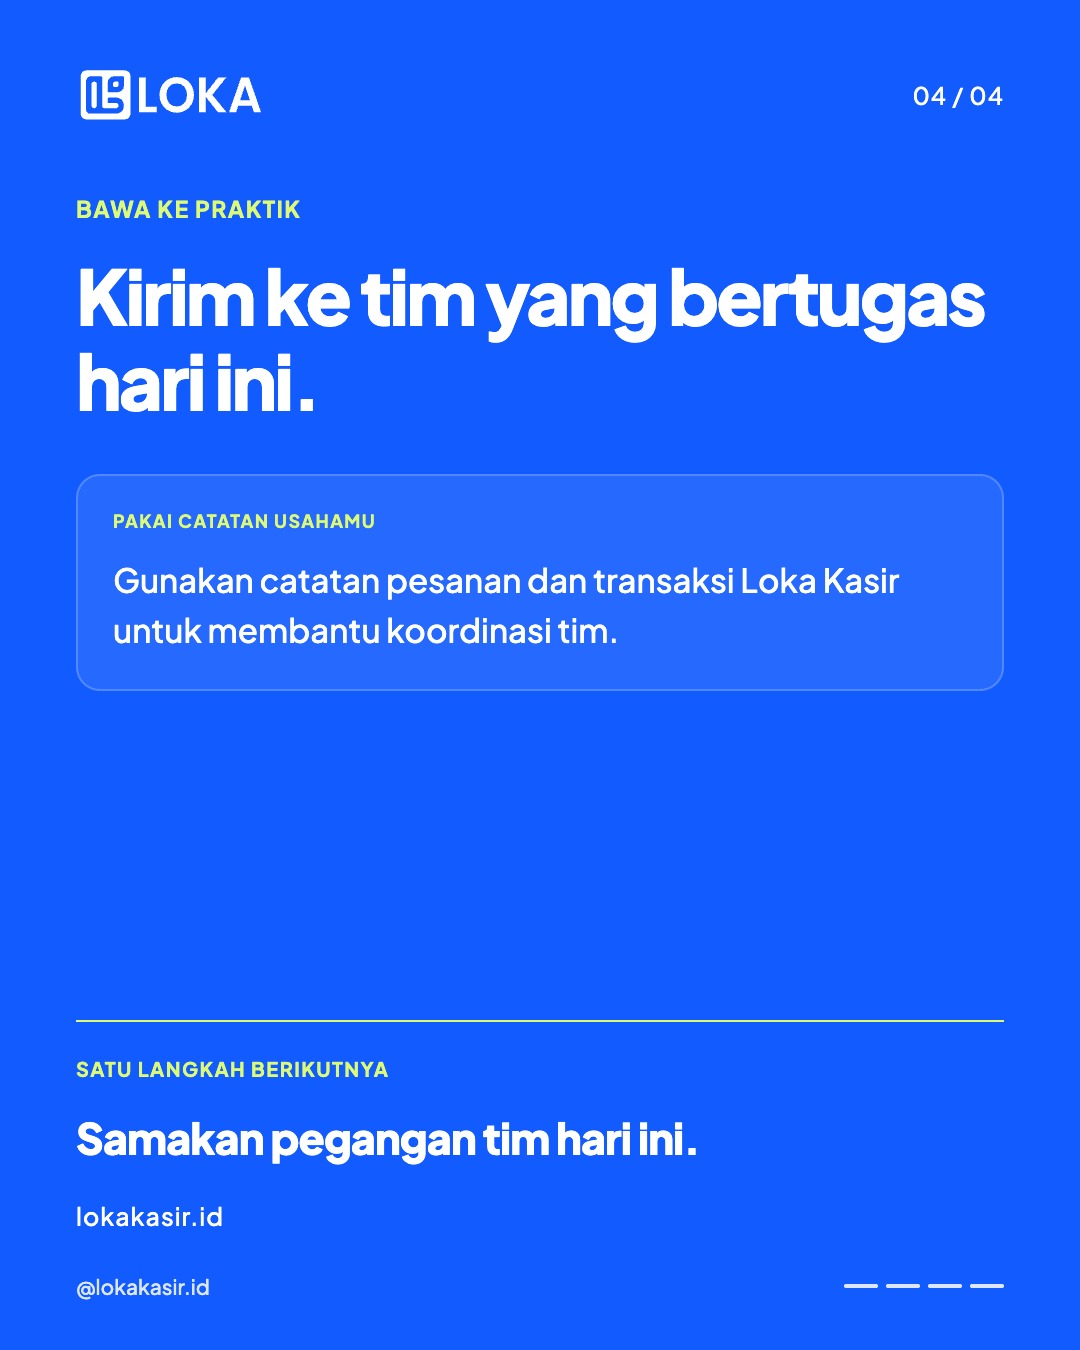 LOKA
04 / 04
BAWA KE PRAKTIK
Kirim ke tim yang bertugas
hari ini.
PAKAI CATATAN USAHAMU
Gunakan catatan pesanan dan transaksi Loka Kasir
untuk membantu koordinasi tim.
SATU LANGKAH BERIKUTNYA
Samakan pegangan tim hari ini.
lokakasir.id
@lokakasir.id